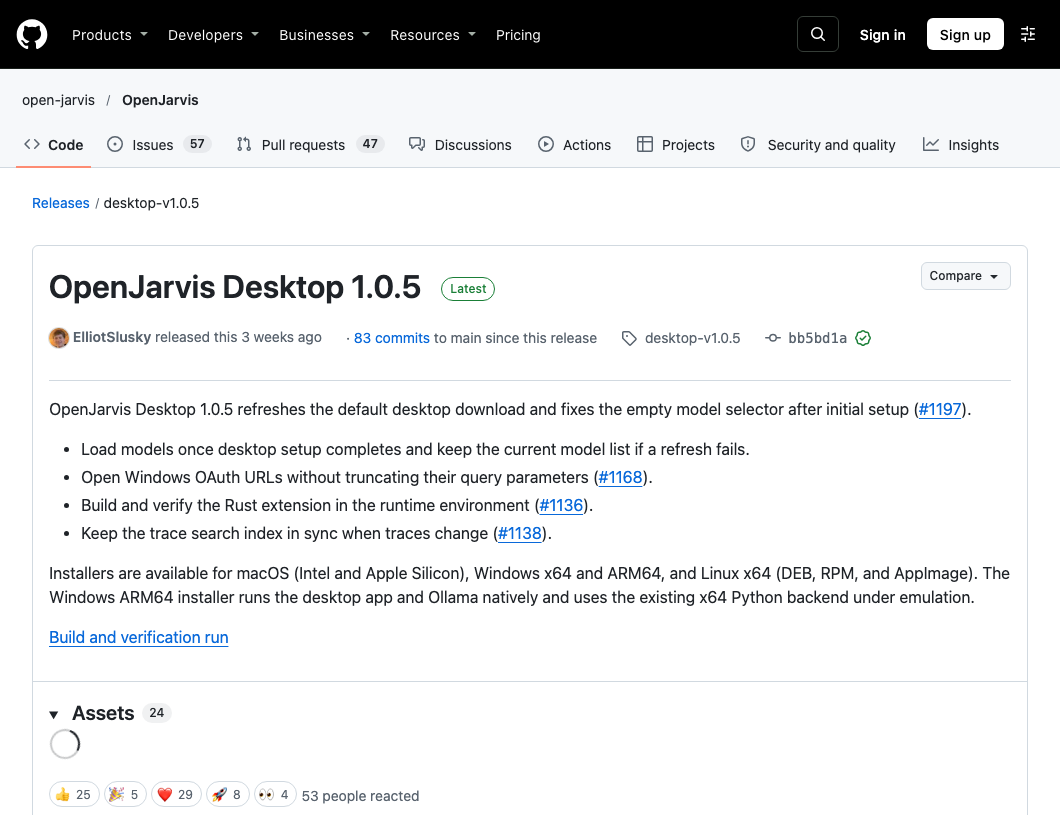 Products Developers Businesses Resources Pricing Sign in Sign up
open-jarvis / OpenJarvis
Code Issues 57 Pull requests 47 Discussions Actions Projects Security and quality Insights
Releases / desktop-v1.0.5
OpenJarvis Desktop 1.0.5 Latest Compare
ElliotSlusky released this 3 weeks ago · 83 commits to main since this release desktop-v1.0.5 bb5bd1a
OpenJarvis Desktop 1.0.5 refreshes the default desktop download and fixes the empty model selector after initial setup (#1197).
• Load models once desktop setup completes and keep the current model list if a refresh fails.
• Open Windows OAuth URLs without truncating their query parameters (#1168).
• Build and verify the Rust extension in the runtime environment (#1136).
• Keep the trace search index in sync when traces change (#1138).
Installers are available for macOS (Intel and Apple Silicon), Windows x64 and ARM64, and Linux x64 (DEB, RPM, and AppImage). The
Windows ARM64 installer runs the desktop app and Ollama natively and uses the existing x64 Python backend under emulation.
Build and verification run
Assets 24
👍 25 🎉 5 ❤️ 29 🚀 8 👀 4 53 people reacted